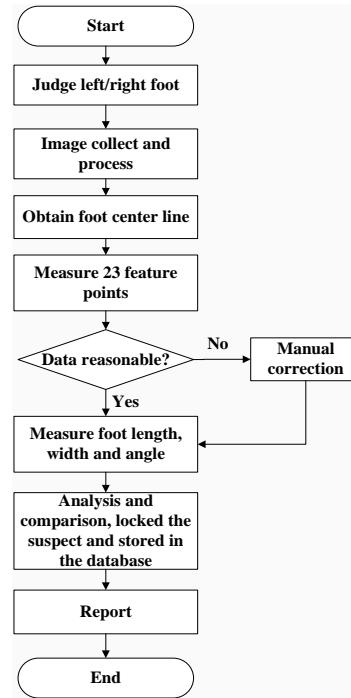 Start
Judge left/right foot
Image collect and
process
Obtain foot center line
Measure 23 feature
points
Data reasonable?
No
Manual
correction
Yes
Measure foot length,
width and angle
Analysis and
comparison, locked the
suspect and stored in
the database
Report
End